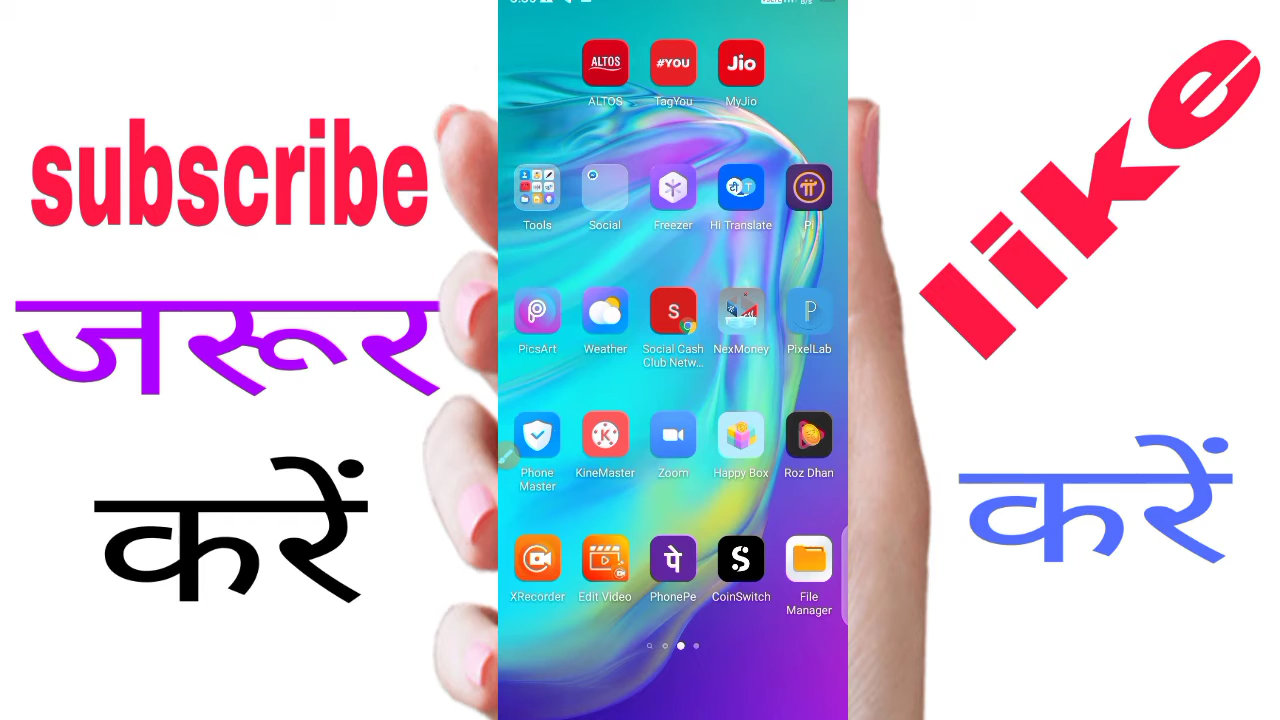 subscribe
जरूर
करें
like
करें
ALTOS
#YOU
Jio
ALTOS
TagYou
MyJio
Tools
Social
Freezer
Hi Translate
Pi
PicsArt
Weather
S
Social Cash
Club Netw...
NexMoney
P
PixelLab
Phone
Master
K
KineMaster
Zoom
Happy Box
Roz Dhan
XRecorder
Edit Video
पे
PhonePe
S
CoinSwitch
File
Manager